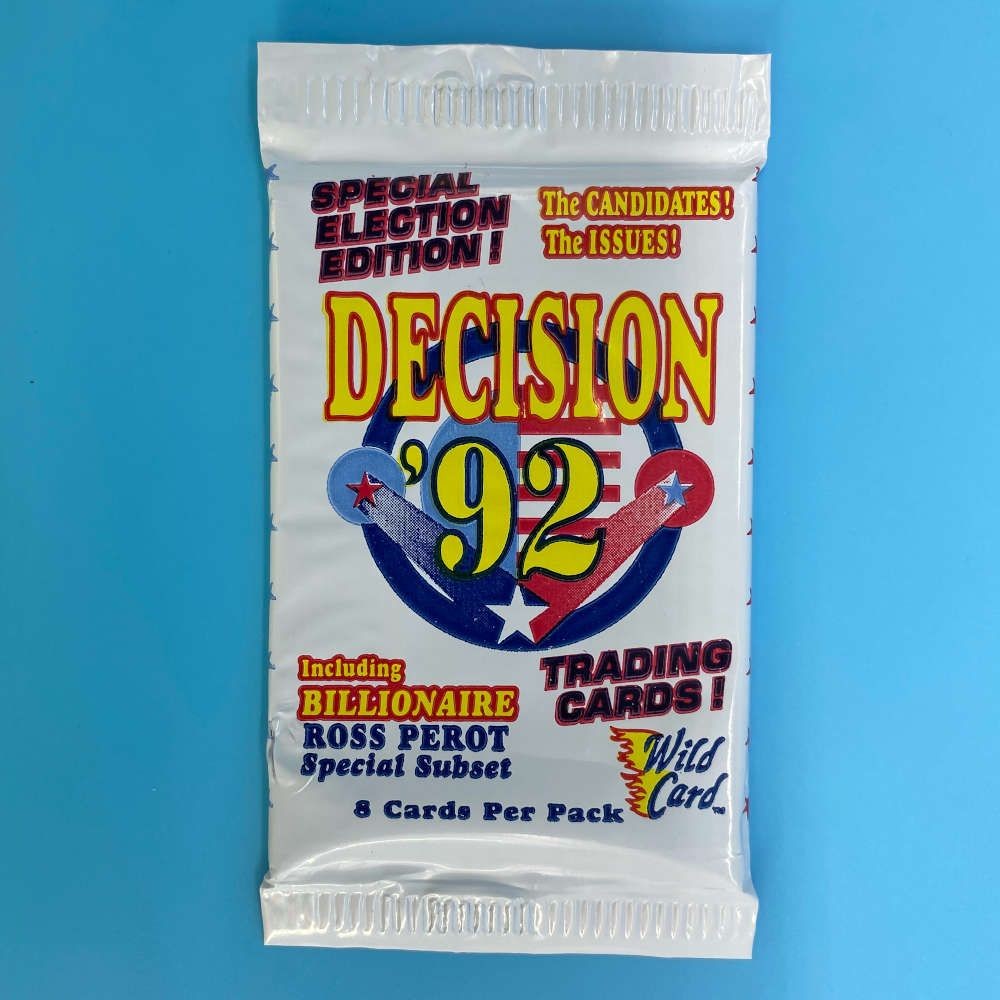 SPECIAL
ELECTION
EDITION!
The CANDIDATES!
The ISSUES!
DECISION
'92
Including
BILLIONAIRE
ROSS PEROT
Special Subset
TRADING
CARDS!
Wild
Card™
8 Cards Per Pack